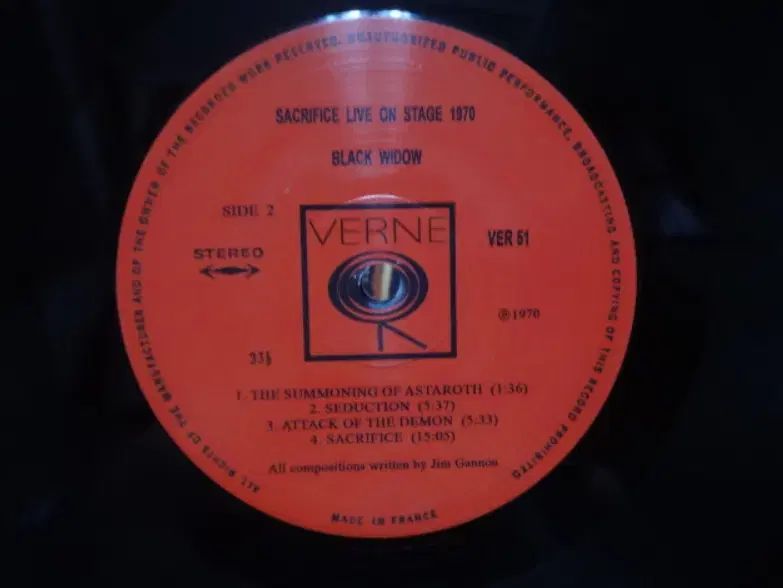 ALL RIGHTS OF THE MANUFACTURER AND OF THE OWNER OF THE RECORDED WORK RESERVED. UNAUTHORIZED PUBLIC PERFORMANCE, BROADCASTING AND COPYING OF THIS RECORD PROHIBITED
SACRIFICE LIVE ON STAGE 1970
BLACK WIDOW
SIDE 2
VERNE
VER 51
STEREO
℗1970
33⅓
1. THE SUMMONING OF ASTAROTH (1:36)
2. SEDUCTION (5:37)
3. ATTACK OF THE DEMON (5:33)
4. SACRIFICE (15:05)
All compositions written by Jim Gannon
MADE IN FRANCE